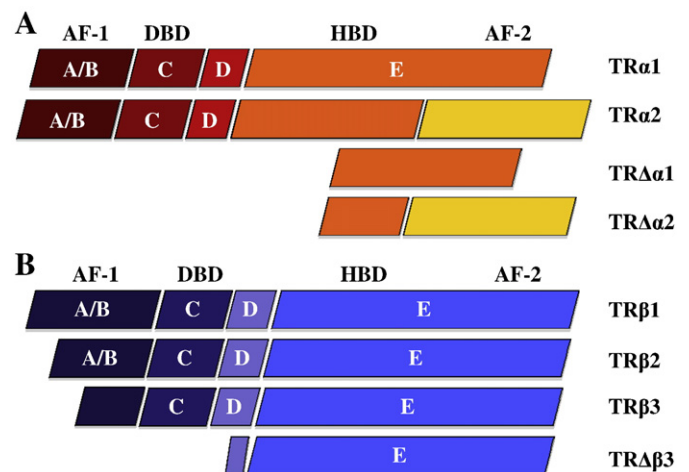 A
AF-1 DBD HBD AF-2
A/B C D E TRα1
A/B C D TRα2
TRΔα1
TRΔα2
B
AF-1 DBD HBD AF-2
A/B C D E TRβ1
A/B C D E TRβ2
C D E TRβ3
E TRΔβ3